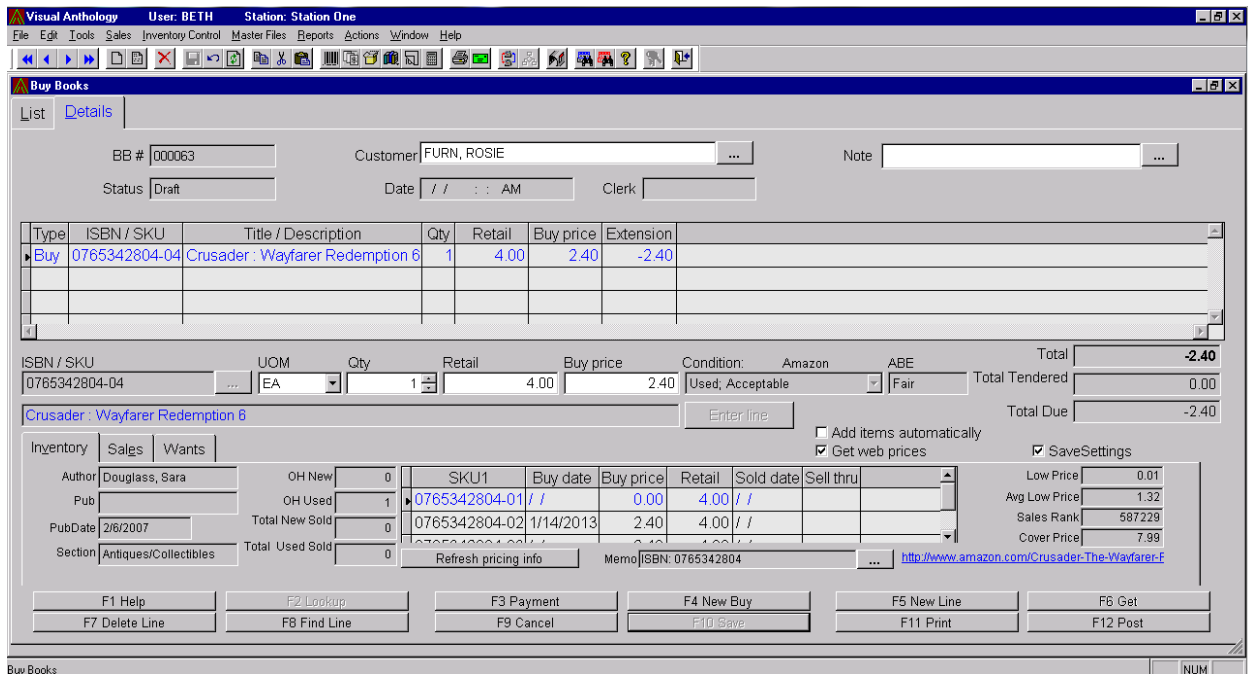 Visual Anthology User: BETH Station: Station One
File Edit Tools Sales Inventory Control Master Files Reports Actions Window Help
Buy Books
List Details
BB # 000063 Customer FURN, ROSIE ... Note ...
Status Draft Date / / : : AM Clerk
Type ISBN / SKU Title / Description Qty Retail Buy price Extension
Buy 0765342804-04 Crusader : Wayfarer Redemption 6 1 4.00 2.40 -2.40
ISBN / SKU UOM Qty Retail Buy price Condition: Amazon ABE Total -2.40
0765342804-04 ... EA 1 4.00 2.40 Used; Acceptable Fair Total Tendered 0.00
Crusader : Wayfarer Redemption 6 Enter line Total Due -2.40
Add items automatically
Get web prices SaveSettings
Inventory Sales Wants
Author Douglass, Sara OH New 0 SKU1 Buy date Buy price Retail Sold date Sell thru Low Price 0.01
Pub OH Used 1 0765342804-01 / / 0.00 4.00 / / Avg Low Price 1.32
PubDate 2/6/2007 Total New Sold 0 0765342804-02 1/14/2013 2.40 4.00 / / Sales Rank 587229
Section Antiques/Collectibles Total Used Sold 0 Cover Price 7.99
Refresh pricing info Memo ISBN: 0765342804 ... http://www.amazon.com/Crusader-The-Wayfarer-F
F1 Help F2 Lookup F3 Payment F4 New Buy F5 New Line F6 Get
F7 Delete Line F8 Find Line F9 Cancel F10 Save F11 Print F12 Post
Buy Books NUM